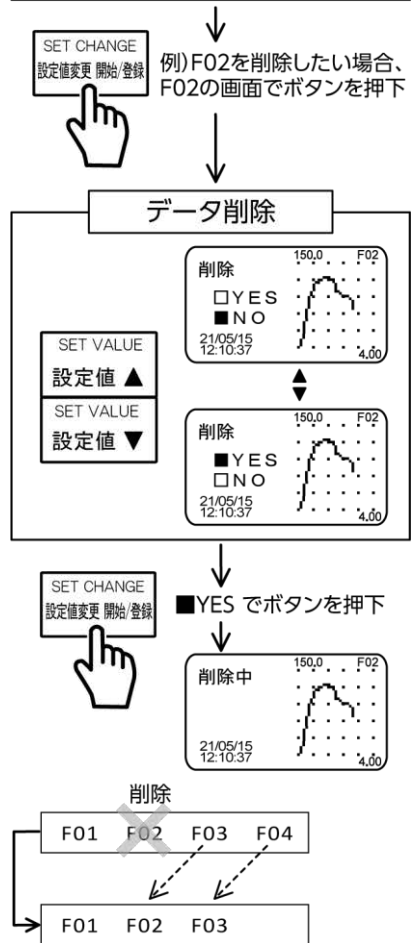 SET CHANGE
設定値変更 開始/登録
例)F02を削除したい場合、
F02の画面でボタンを押下
データ削除
150.0 F02
削除
□YES
■NO
21/05/15
12:10:37
4.00
SET VALUE
設定値 ▲
SET VALUE
設定値 ▼
▲
▼
150.0 F02
削除
■YES
□NO
21/05/15
12:10:37
4.00
SET CHANGE
設定値変更 開始/登録
■YES でボタンを押下
150.0 F02
削除中
21/05/15
12:10:37
4.00
削除
F01 F02 F03 F04
F01 F02 F03